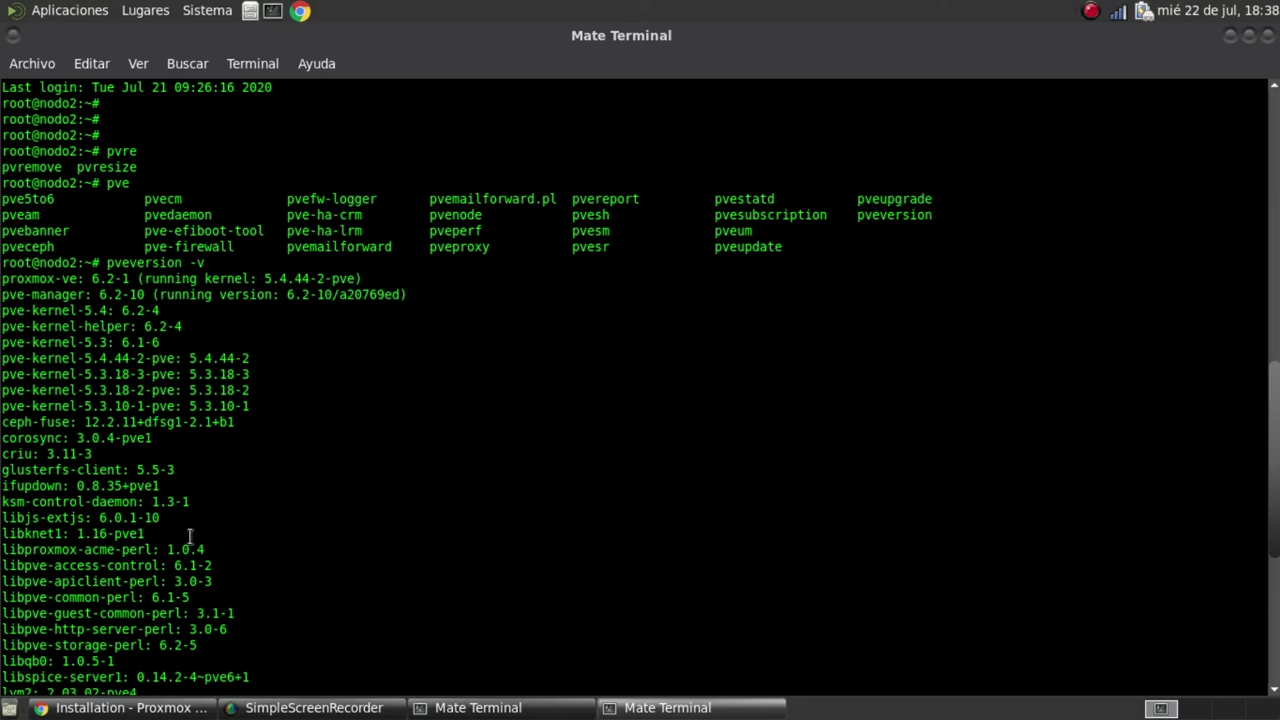 Aplicaciones Lugares Sistema mié 22 de jul, 18:38
Mate Terminal
Archivo Editar Ver Buscar Terminal Ayuda
Last login: Tue Jul 21 09:26:16 2020
root@nodo2:~#
root@nodo2:~#
root@nodo2:~#
root@nodo2:~# pvre
pvremove pvresize
root@nodo2:~# pve
pve5to6 pvecm pvefw-logger pvemailforward.pl pvereport pvestatd pveupgrade
pveam pvedaemon pve-ha-crm pvenode pvesh pvesubscription pveversion
pvebanner pve-efiboot-tool pve-ha-lrm pveperf pvesm pveum
pveceph pve-firewall pvemailforward pveproxy pvesr pveupdate
root@nodo2:~# pveversion -v
proxmox-ve: 6.2-1 (running kernel: 5.4.44-2-pve)
pve-manager: 6.2-10 (running version: 6.2-10/a20769ed)
pve-kernel-5.4: 6.2-4
pve-kernel-helper: 6.2-4
pve-kernel-5.3: 6.1-6
pve-kernel-5.4.44-2-pve: 5.4.44-2
pve-kernel-5.3.18-3-pve: 5.3.18-3
pve-kernel-5.3.18-2-pve: 5.3.18-2
pve-kernel-5.3.10-1-pve: 5.3.10-1
ceph-fuse: 12.2.11+dfsg1-2.1+b1
corosync: 3.0.4-pve1
criu: 3.11-3
glusterfs-client: 5.5-3
ifupdown: 0.8.35+pve1
ksm-control-daemon: 1.3-1
libjs-extjs: 6.0.1-10
libknet1: 1.16-pve1
libproxmox-acme-perl: 1.0.4
libpve-access-control: 6.1-2
libpve-apiclient-perl: 3.0-3
libpve-common-perl: 6.1-5
libpve-guest-common-perl: 3.1-1
libpve-http-server-perl: 3.0-6
libpve-storage-perl: 6.2-5
libqb0: 1.0.5-1
libspice-server1: 0.14.2-4~pve6+1
lvm2: 2.03.02-pve4
Installation - Proxmox ... SimpleScreenRecorder Mate Terminal Mate Terminal